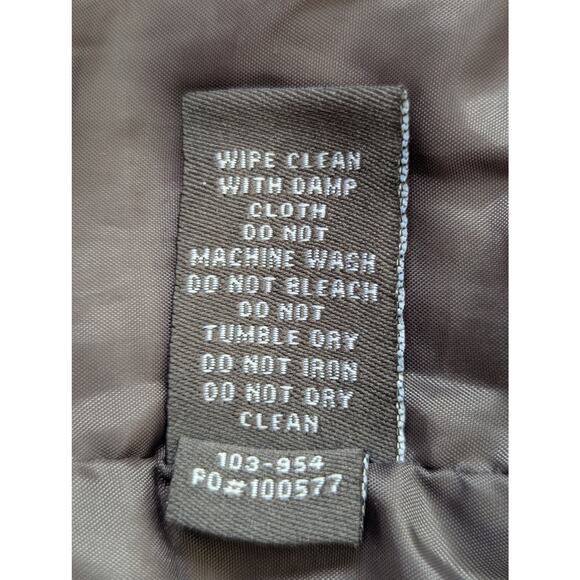 WIPE CLEAN
WITH DAMP
CLOTH
DO NOT
MACHINE WASH
DO NOT BLEACH
DO NOT
TUMBLE DRY
DO NOT IRON
DO NOT DRY
CLEAN
103-954
PO#100577